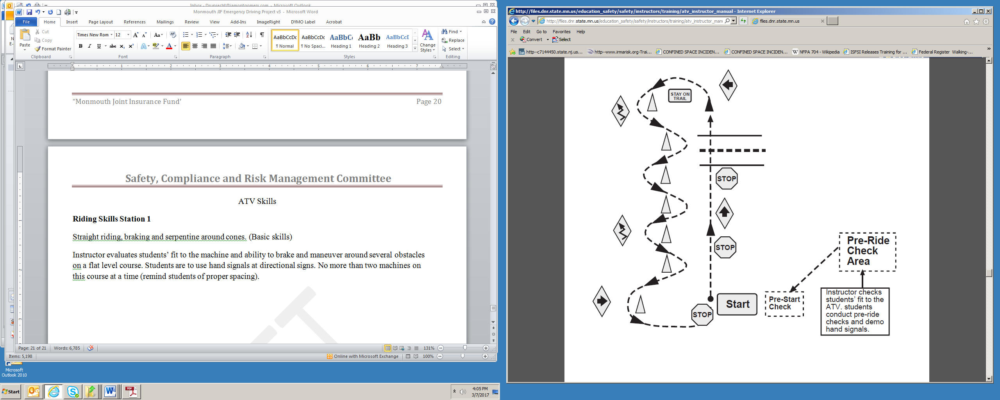 Inbox - Druprecht@jamontgomery.com - Microsoft Outlook
Monmouth JIF Emergency Driving Project v3 - Microsoft Word
File Home Insert Page Layout References Mailings Review View Add-Ins ImageRight DYMO Label Acrobat
Paste
Cut
Copy
Format Painter
Clipboard
Times New Rom 12
Font
Paragraph
AaBbCcDc AaBbCcDc AaBbC AaBb AaBbCcI
¶ Normal ¶ No Spaci... Heading 1 Heading 2 Heading 3
Change
Styles
Styles
Find
Replace
Select
Editing
1 2 3 4 5 6 7
“Monmouth Joint Insurance Fund’ Page 20
Safety, Compliance and Risk Management Committee
ATV Skills
Riding Skills Station 1
Straight riding, braking and serpentine around cones. (Basic skills)
Instructor evaluates students’ fit to the machine and ability to brake and maneuver around several obstacles
on a flat level course. Students are to use hand signals at directional signs. No more than two machines on
this course at a time (remind students of proper spacing).
Page: 21 of 21 Words: 6,785 131%
Items: 5,198 Online with Microsoft Exchange 100%
Microsoft
Outlook 2010
Start
4:05 PM
3/7/2017
http://files.dnr.state.mn.us/education_safety/safety/instructors/training/atv_instructor_manual - Internet Explorer
http://files.dnr.state.mn.us/education_safety/safety/instructors/training/atv_instructor_manu files.dnr.state.mn.us
File Edit Go to Favorites Help
x Convert Select
http--c7144450.state.nj.us... http--www.irmarisk.org-Trai... CONFINED SPACE INCIDEN... CONFINED SPACE INCIDEN... NFPA 704 - Wikipedia ISFSI Releases Training for ... Federal Register Walking-...
STAY ON
TRAIL
STOP
STOP
STOP
Start
Pre-Start
Check
Pre-Ride
Check
Area
Instructor checks
students’ fit to the
ATV. students
conduct pre-ride
checks and demo
hand signals.